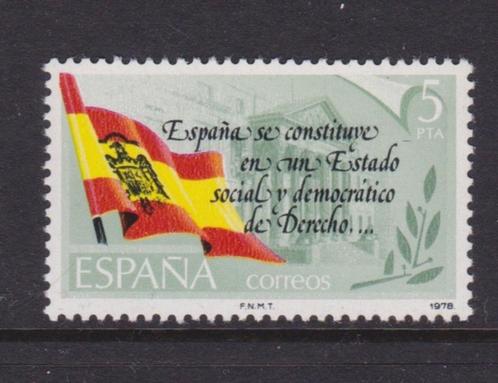 5
PTA
España se constituye
en un Estado
social y democrático
de Derecho....
ESPAÑA correos
F.N.M.T. 1978